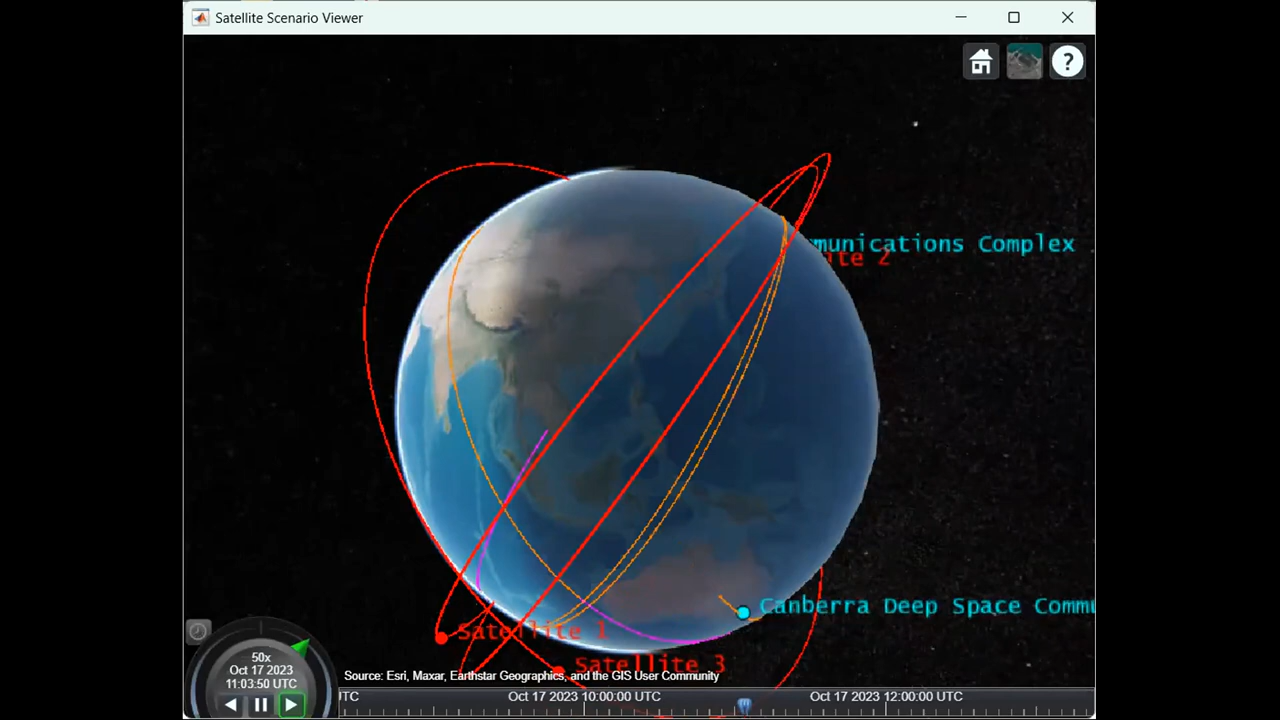 Satellite Scenario Viewer
?
munications Complex
ite 2
Canberra Deep Space Commu
Satellite 1
Satellite 3
50x
Oct 17 2023
11:03:50 UTC
Source: Esri, Maxar, Earthstar Geographics, and the GIS User Community
UTC
Oct 17 2023 10:00:00 UTC
Oct 17 2023 12:00:00 UTC